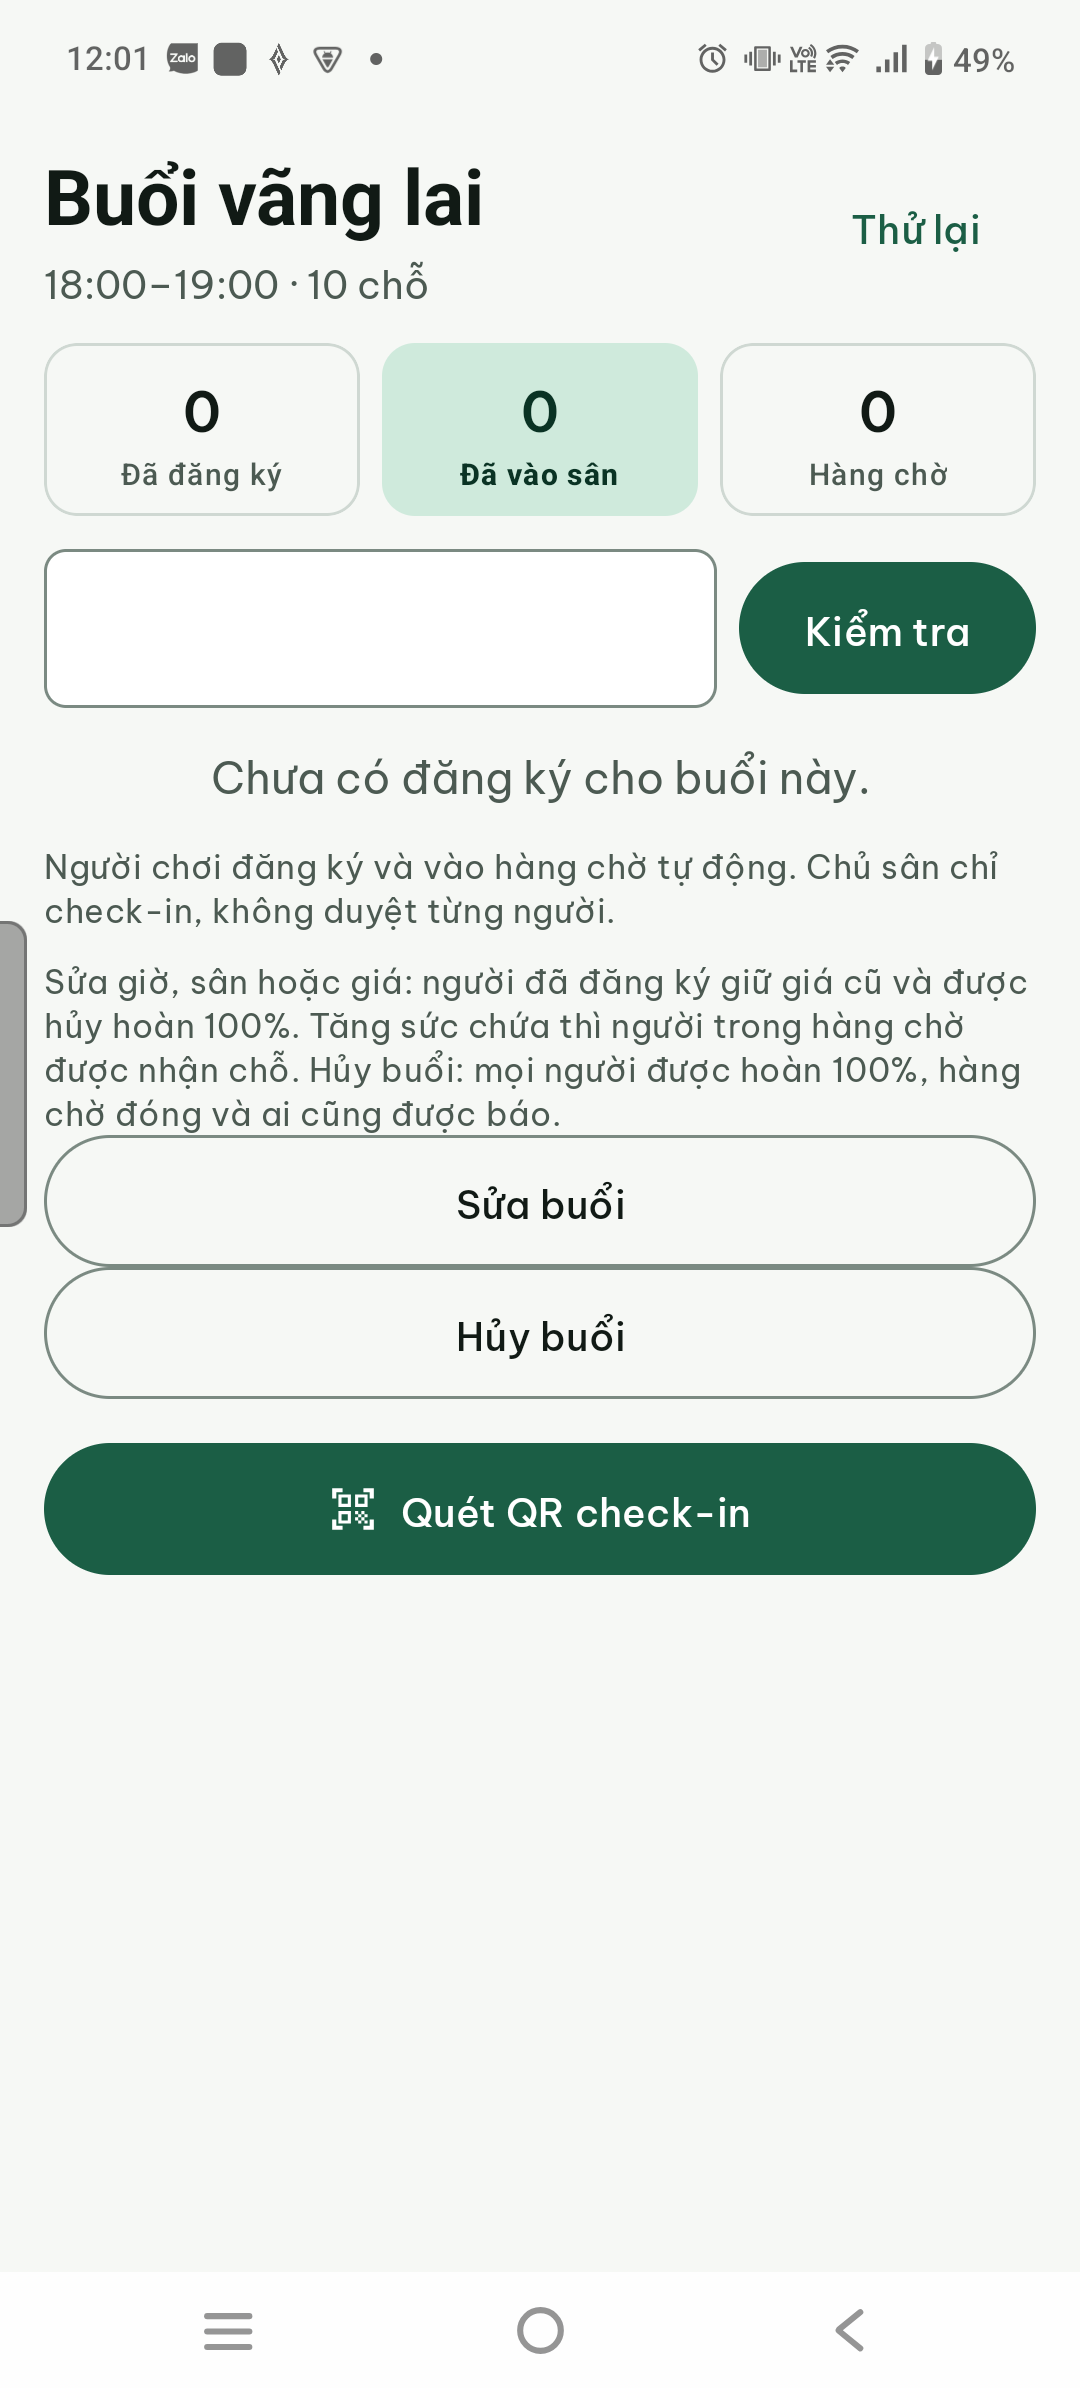 12:01
Zalo
Vo)) LTE
49%
Buổi vãng lai
Thử lại
18:00–19:00 · 10 chỗ
0
Đã đăng ký
0
Đã vào sân
0
Hàng chờ
Kiểm tra
Chưa có đăng ký cho buổi này.
Người chơi đăng ký và vào hàng chờ tự động. Chủ sân chỉ
check-in, không duyệt từng người.
Sửa giờ, sân hoặc giá: người đã đăng ký giữ giá cũ và được
hủy hoàn 100%. Tăng sức chứa thì người trong hàng chờ
được nhận chỗ. Hủy buổi: mọi người được hoàn 100%, hàng
chờ đóng và ai cũng được báo.
Sửa buổi
Hủy buổi
Quét QR check-in